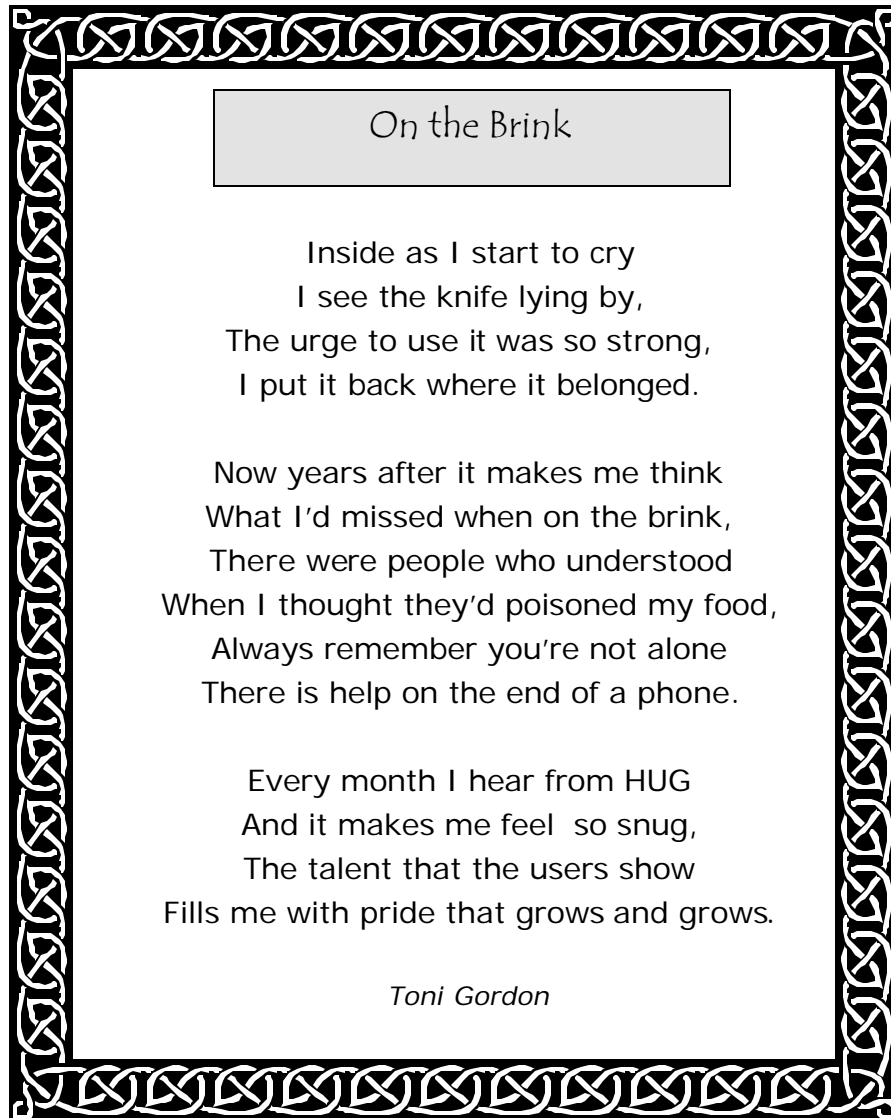 On the Brink
Inside as I start to cry
I see the knife lying by,
The urge to use it was so strong,
I put it back where it belonged.
Now years after it makes me think
What I'd missed when on the brink,
There were people who understood
When I thought they'd poisoned my food,
Always remember you're not alone
There is help on the end of a phone.
Every month I hear from HUG
And it makes me feel  so snug,
The talent that the users show
Fills me with pride that grows and grows.
Toni Gordon